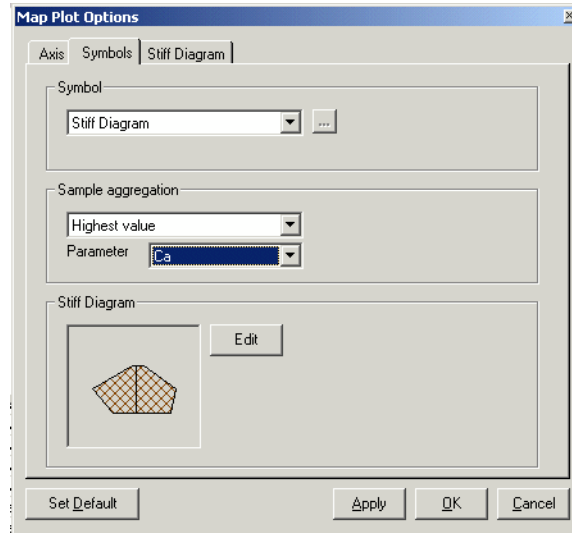 Map Plot Options
Axis Symbols Stiff Diagram
Symbol
Stiff Diagram ...
Sample aggregation
Highest value
Parameter Ca
Stiff Diagram
Edit
Set Default Apply OK Cancel